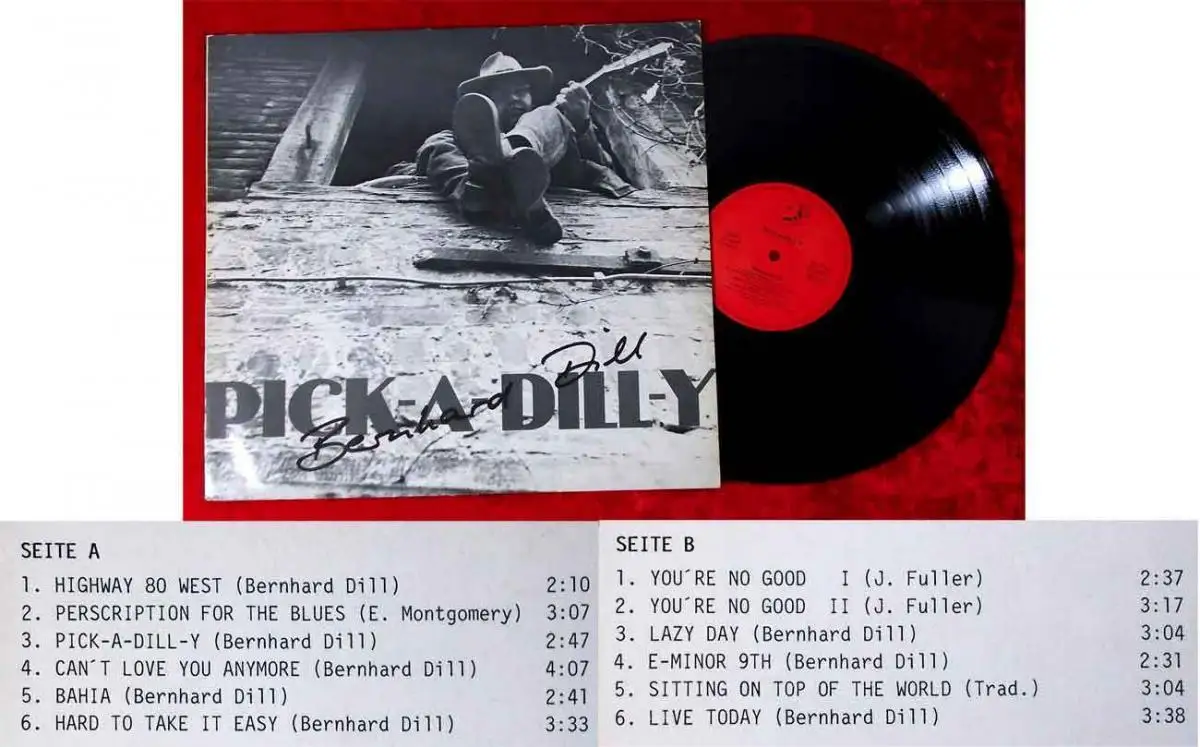 PICK-A-DILL-Y
Bernhard Dill
SEITE A
1. HIGHWAY 80 WEST (Bernhard Dill) 2:10
2. PERSCRIPTION FOR THE BLUES (E. Montgomery) 3:07
3. PICK-A-DILL-Y (Bernhard Dill) 2:47
4. CAN´T LOVE YOU ANYMORE (Bernhard Dill) 4:07
5. BAHIA (Bernhard Dill) 2:41
6. HARD TO TAKE IT EASY (Bernhard Dill) 3:33
SEITE B
1. YOU´RE NO GOOD I (J. Fuller) 2:37
2. YOU´RE NO GOOD II (J. Fuller) 3:17
3. LAZY DAY (Bernhard Dill) 3:04
4. E-MINOR 9TH (Bernhard Dill) 2:31
5. SITTING ON TOP OF THE WORLD (Trad.) 3:04
6. LIVE TODAY (Bernhard Dill) 3:38